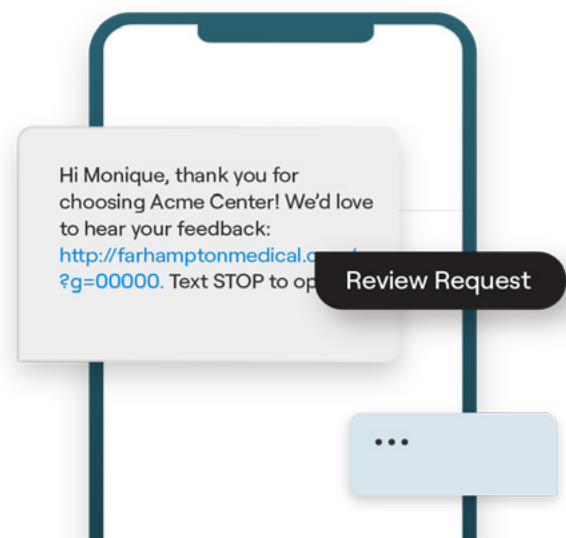 Hi Monique, thank you for
choosing Acme Center! We'd love
to hear your feedback:
http://farhamptonmedical.c
?g=00000. Text STOP to op
Review Request